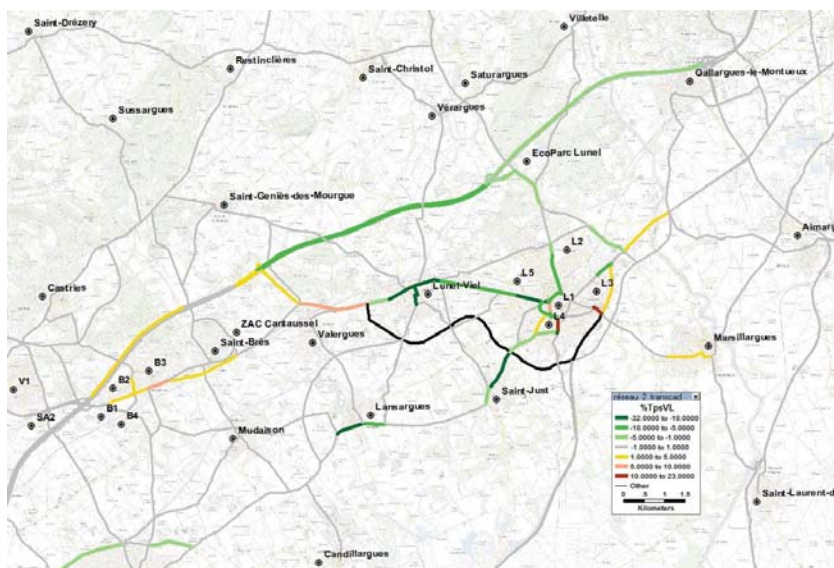 Villetelle
Saint-Drézery
Restinclières
Saint-Christol
Saturargues
Gallargues-le-Montueux
Sussargues
Vérargues
EcoParc Lunel
Saint-Geniès-des-Mourgue
Aimarg
L2
L5
Castries
Lunel-Viel
L3
L1
ZAC Cantaussel
L4
Valergues
Saint-Brès
Marsillargues
B3
V1
B2
Saint-Just
B1
Lansargues
SA2
B4
Mudaison
réseau 2 transcad
%TpsVL
-32.0000 to -10.0000
-10.0000 to -5.0000
-5.0000 to -1.0000
-1.0000 to 1.0000
1.0000 to 5.0000
5.0000 to 10.0000
10.0000 to 23.0000
Other
0 .5 1 1.5
Kilometers
Saint-Laurent-d
Candillargues